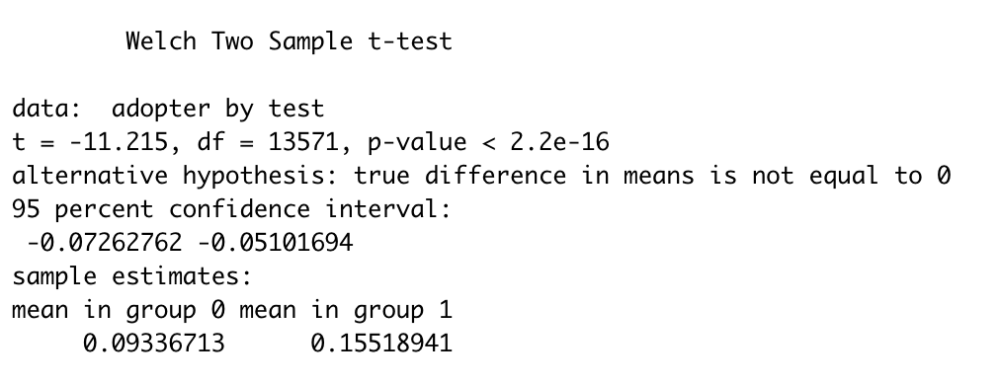 Welch Two Sample t-test
data:  adopter by test
t = -11.215, df = 13571, p-value < 2.2e-16
alternative hypothesis: true difference in means is not equal to 0
95 percent confidence interval:
 -0.07262762 -0.05101694
sample estimates:
mean in group 0 mean in group 1
     0.09336713      0.15518941